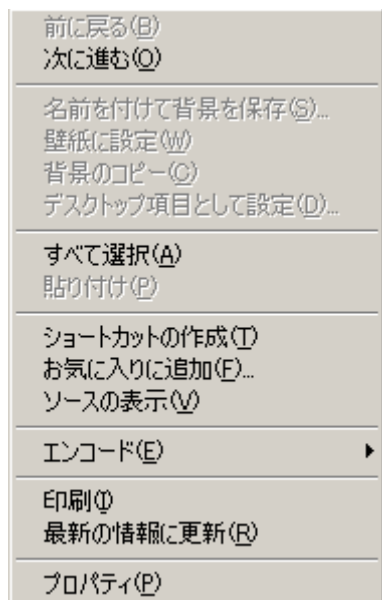 前に戻る(B)
次に進む(O)
名前を付けて背景を保存(S)...
壁紙に設定(W)
背景のコピー(C)
デスクトップ項目として設定(D)...
すべて選択(A)
貼り付け(P)
ショートカットの作成(T)
お気に入りに追加(F)...
ソースの表示(V)
エンコード(E)
印刷(I)
最新の情報に更新(R)
プロパティ(P)